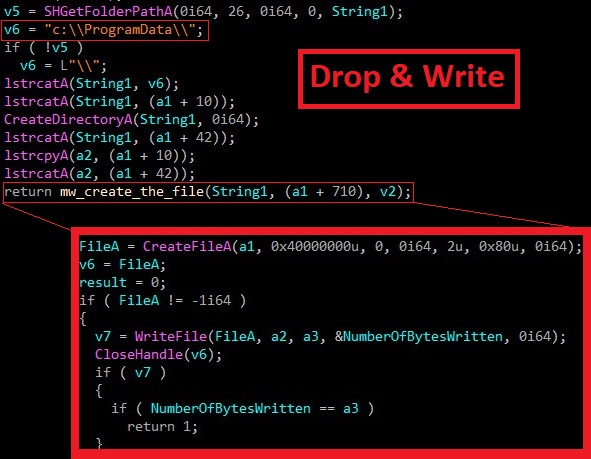 v5 = SHGetFolderPathA(0i64, 26, 0i64, 0, String1);
v6 = "c:\\ProgramData\\";
if ( !v5 )
v6 = L"\\";
lstrcatA(String1, v6);
lstrcatA(String1, (a1 + 10));
CreateDirectoryA(String1, 0i64);
lstrcatA(String1, (a1 + 42));
lstrcpyA(a2, (a1 + 10));
lstrcatA(a2, (a1 + 42));
return mw_create_the_file(String1, (a1 + 710), v2);
Drop & Write
FileA = CreateFileA(a1, 0x40000000u, 0, 0i64, 2u, 0x80u, 0i64);
v6 = FileA;
result = 0;
if ( FileA != -1i64 )
{
v7 = WriteFile(FileA, a2, a3, &NumberOfBytesWritten, 0i64);
CloseHandle(v6);
if ( v7 )
{
if ( NumberOfBytesWritten == a3 )
return 1;
}